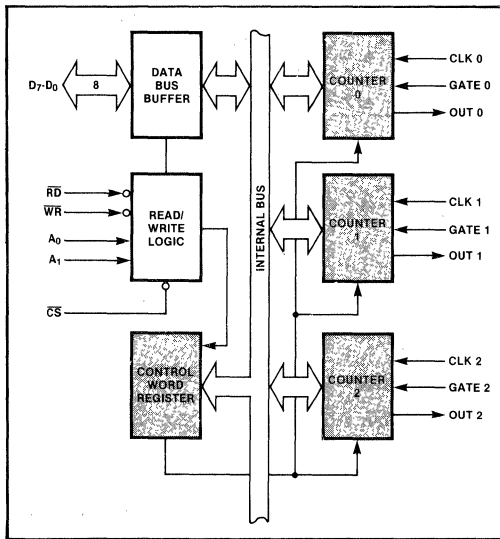 DATA
BUS
BUFFER
D7-D0
8
RD
WR
A0
A1
CS
READ/
WRITE
LOGIC
CONTROL
WORD
REGISTER
INTERNAL BUS
COUNTER
0
CLK 0
GATE 0
OUT 0
COUNTER
1
CLK 1
GATE 1
OUT 1
COUNTER
2
CLK 2
GATE 2
OUT 2